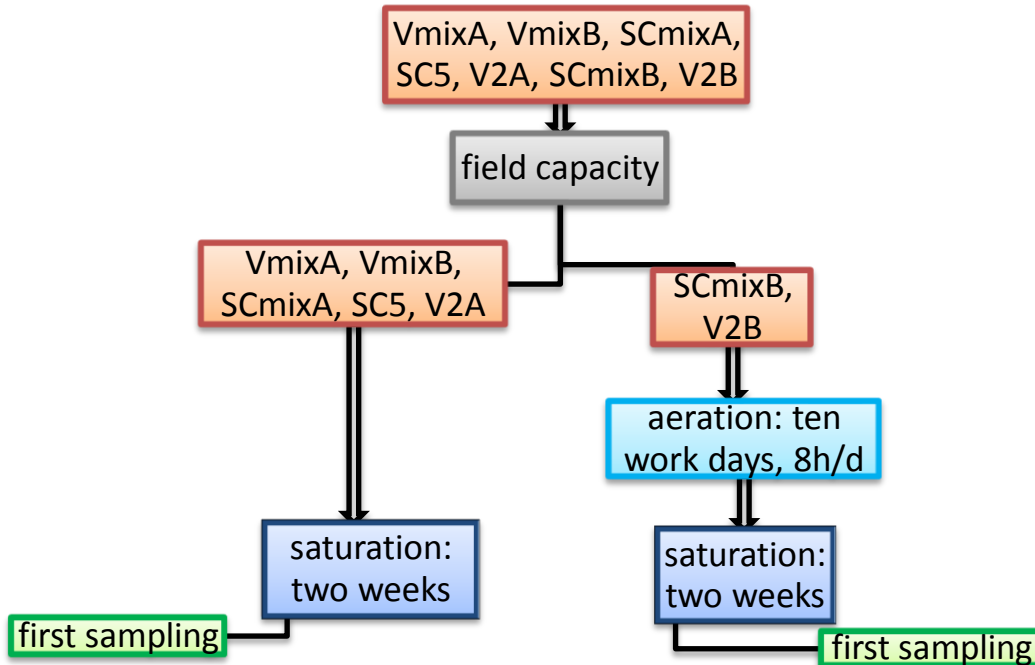 VmixA, VmixB, SCmixA,
SC5, V2A, SCmixB, V2B
field capacity
VmixA, VmixB,
SCmixA, SC5, V2A
SCmixB,
V2B
aeration: ten
work days, 8h/d
saturation:
two weeks
saturation:
two weeks
first sampling
first sampling